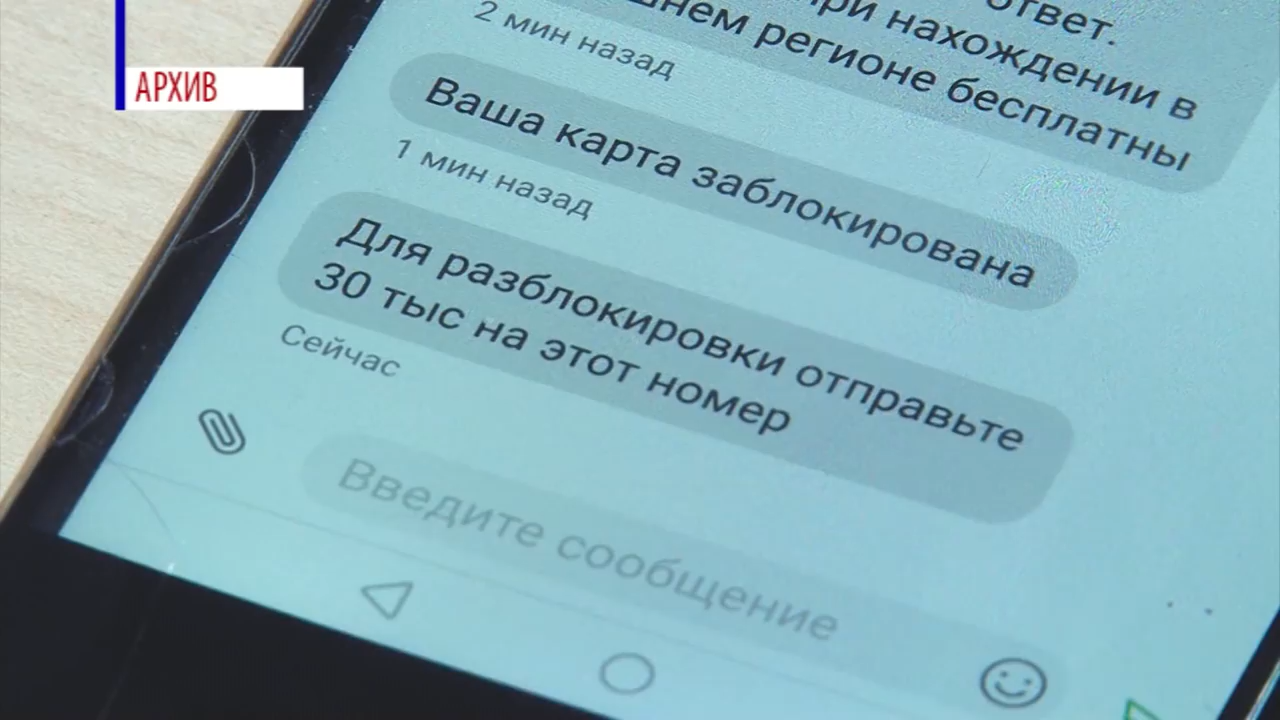 АРХИВ
ответ.
при нахождении в
регионе бесплатны
2 мин назад
Ваша карта заблокирована
1 мин назад
Для разблокировки отправьте
30 тыс на этот номер
Сейчас
Введите сообщение